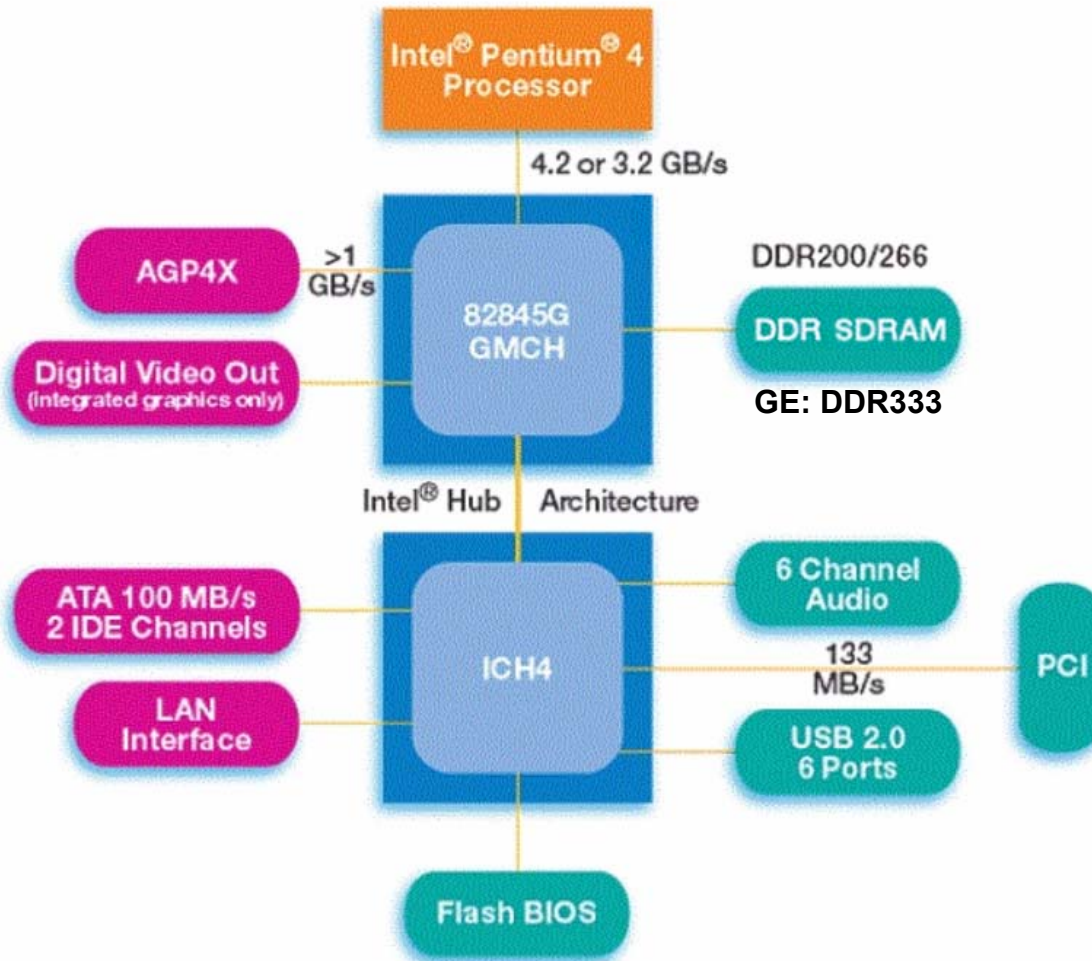 Intel® Pentium® 4
Processor
4.2 or 3.2 GB/s
AGP4X
>1
GB/s
82845G
GMCH
DDR200/266
DDR SDRAM
GE: DDR333
Digital Video Out
(integrated graphics only)
Intel® Hub Architecture
ATA 100 MB/s
2 IDE Channels
LAN
Interface
ICH4
6 Channel
Audio
133
MB/s
PCI
USB 2.0
6 Ports
Flash BIOS